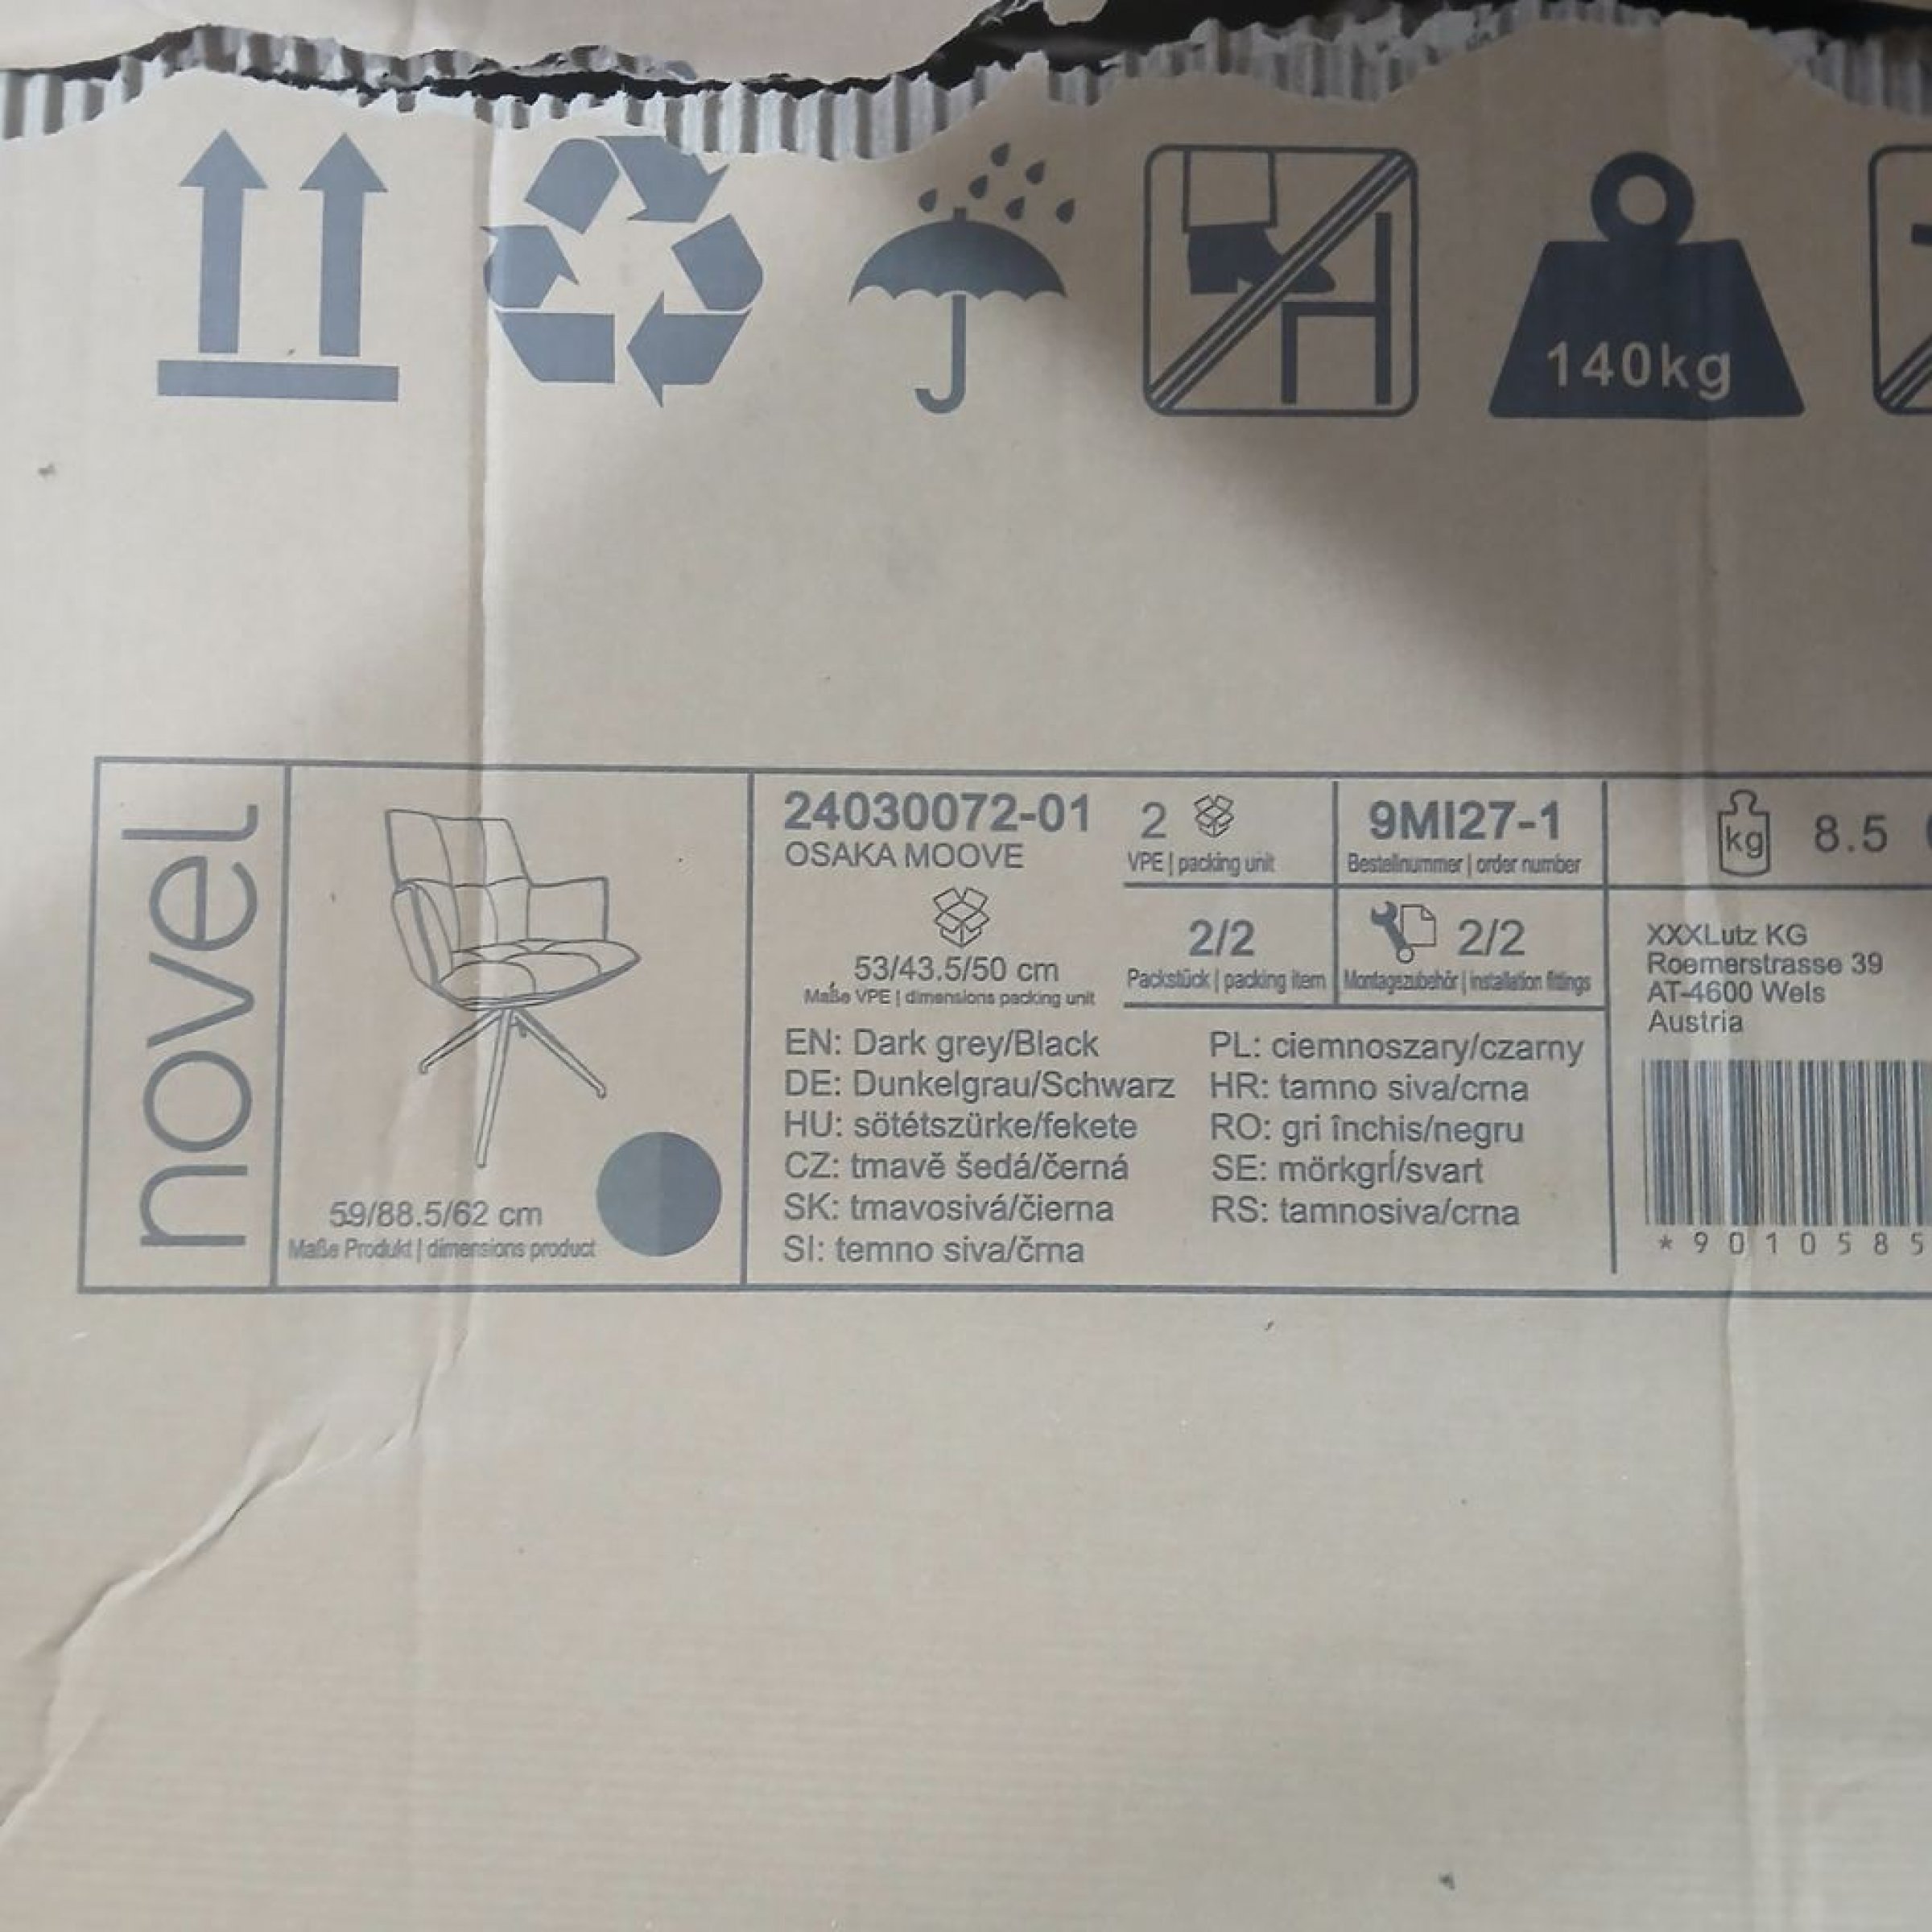 140kg
novel
59/88.5/62 cm
Maße Produkt | dimensions product
24030072-01
OSAKA MOOVE
53/43.5/50 cm
Maße VPE | dimensions packing unit
2
VPE | packing unit
9MI27-1
Bestellnummer | order number
2/2
Packstück | packing item
2/2
Montagezubehör | installation fittings
EN: Dark grey/Black
DE: Dunkelgrau/Schwarz
HU: sötétszürke/fekete
CZ: tmavě šedá/černá
SK: tmavosivá/čierna
SI: temno siva/črna
PL: ciemnoszary/czarny
HR: tamno siva/crna
RO: gri închis/negru
SE: mörkgrÍ/svart
RS: tamnosiva/crna
kg 8.5
XXXLutz KG
Roemerstrasse 39
AT-4600 Wels
Austria
*9010585